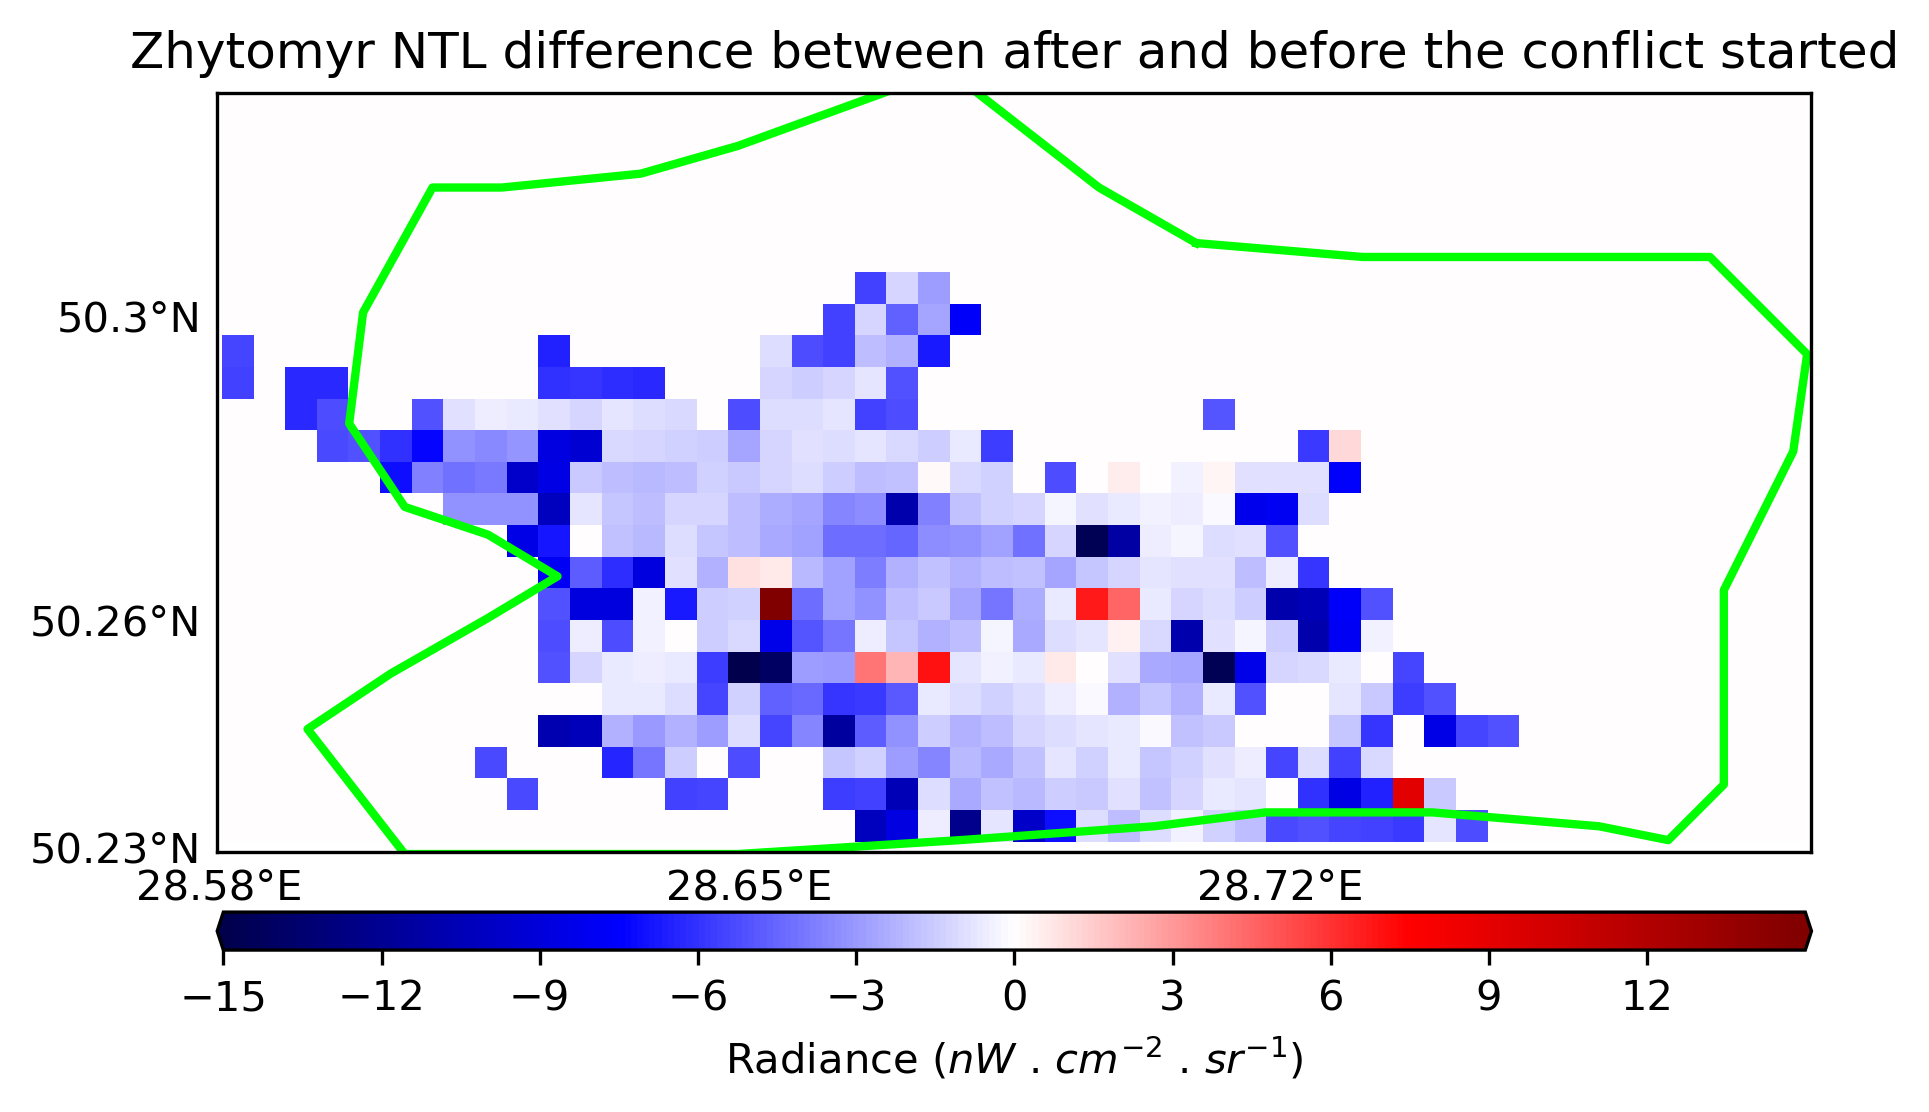 Zhytomyr NTL difference between after and before the conflict started
50.3°N
50.26°N
50.23°N
28.58°E 28.65°E 28.72°E
−15 −12 −9 −6 −3 0 3 6 9 12
Radiance (nW . cm⁻² . sr⁻¹)